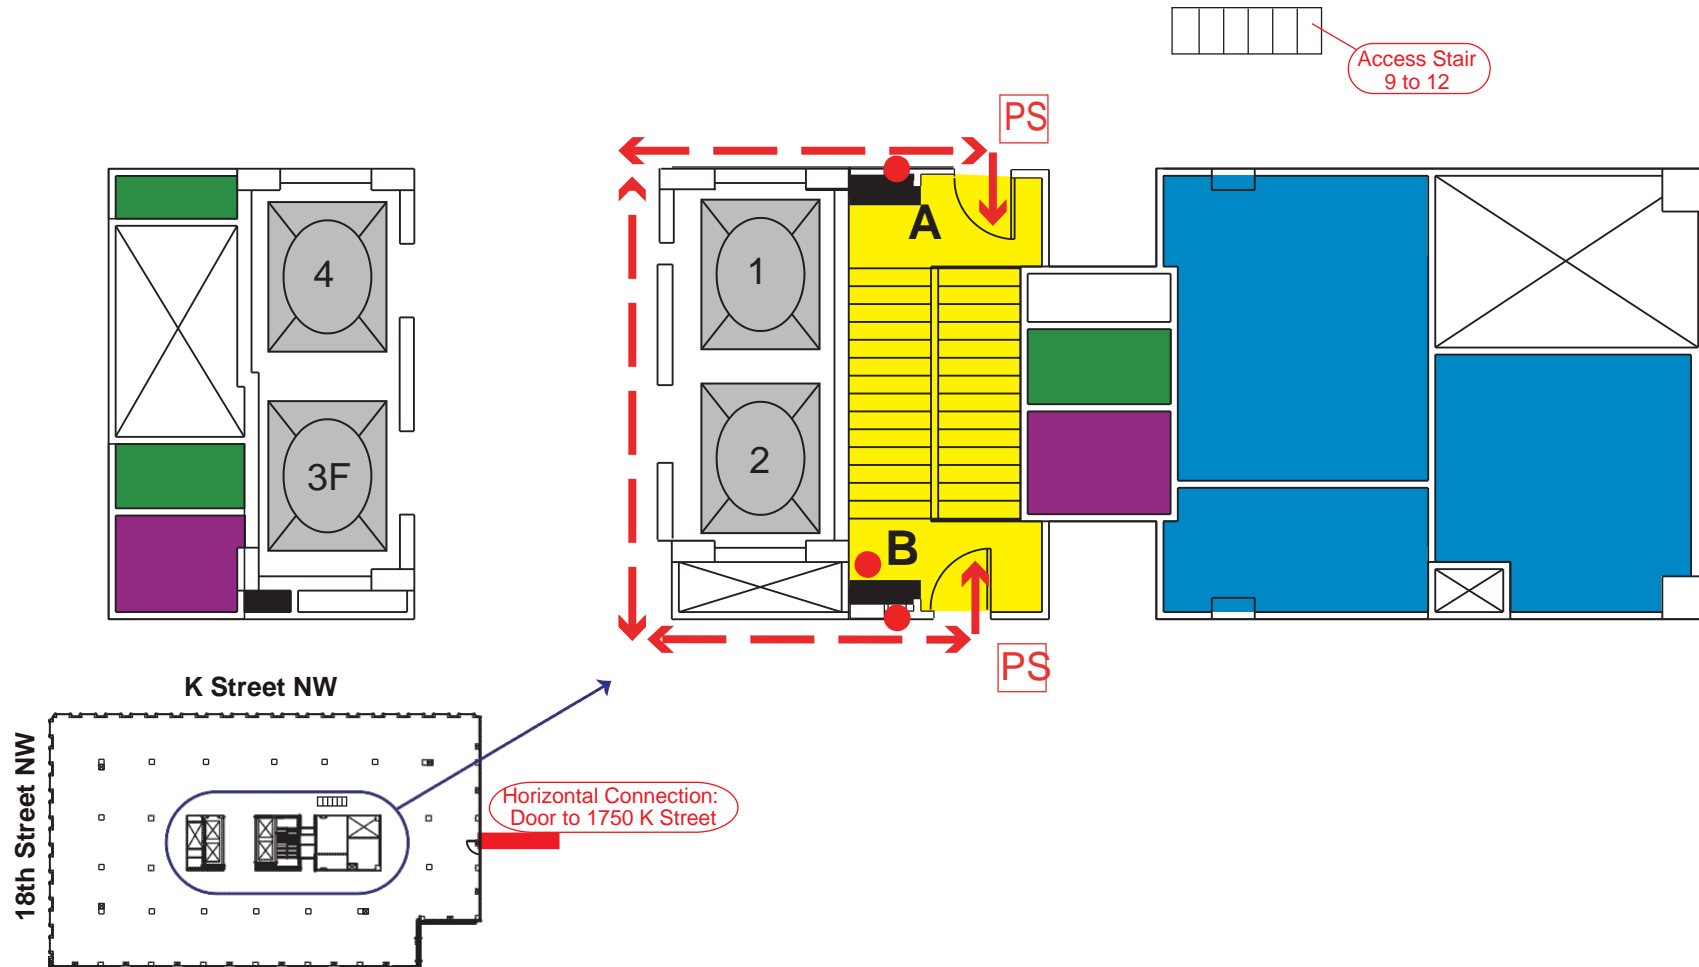 Access Stair
9 to 12
PS
A
4
1
3F
2
B
PS
K Street NW
18th Street NW
Horizontal Connection:
Door to 1750 K Street